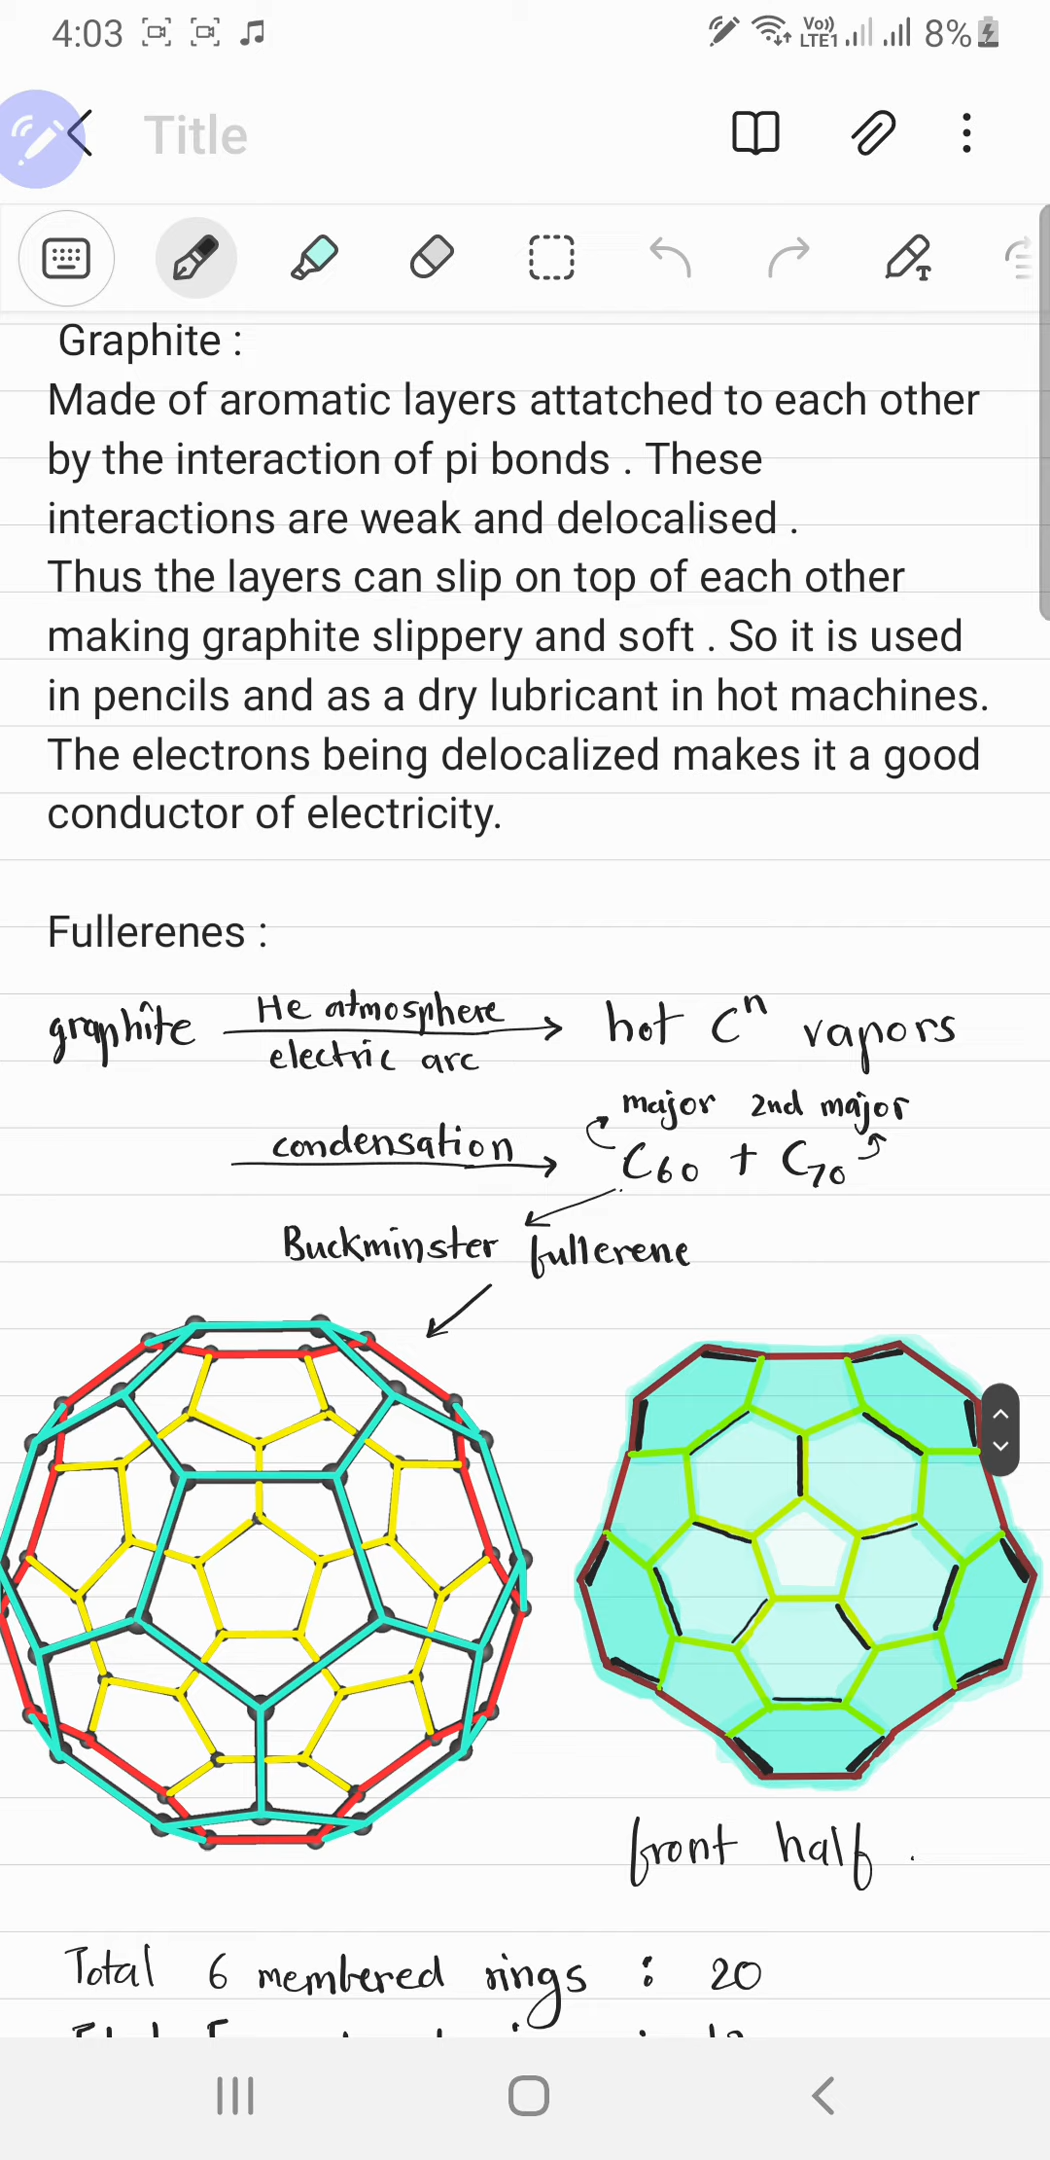 4:03
Vo))
LTE1
8%
Title
T
Graphite :
Made of aromatic layers attatched to each other
by the interaction of pi bonds . These
interactions are weak and delocalised .
Thus the layers can slip on top of each other
making graphite slippery and soft . So it is used
in pencils and as a dry lubricant in hot machines.
The electrons being delocalized makes it a good
conductor of electricity.
Fullerenes :
graphite He atmosphere electric arc → hot Cⁿ vapors
major 2nd major
condensation → C₆₀ + C₇₀
Buckminster fullerene
front half .
Total 6 membered rings : 20